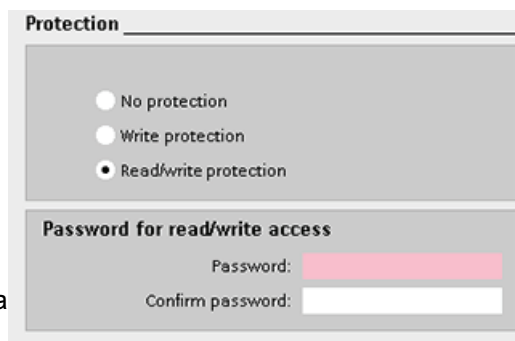 Protection
No protection
Write protection
Read/write protection
Password for read/write access
Password:
a
Confirm password: